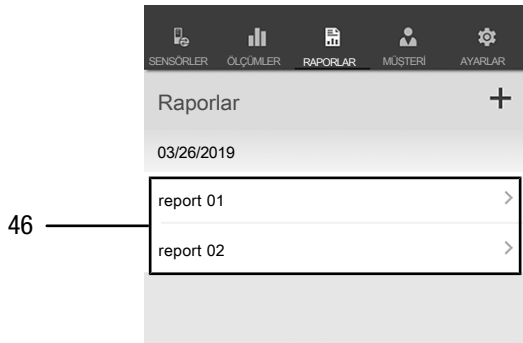 SENSÖRLER ÖLÇÜMLER RAPORLAR MÜŞTERİ AYARLAR
Raporlar +
03/26/2019
report 01
46
report 02